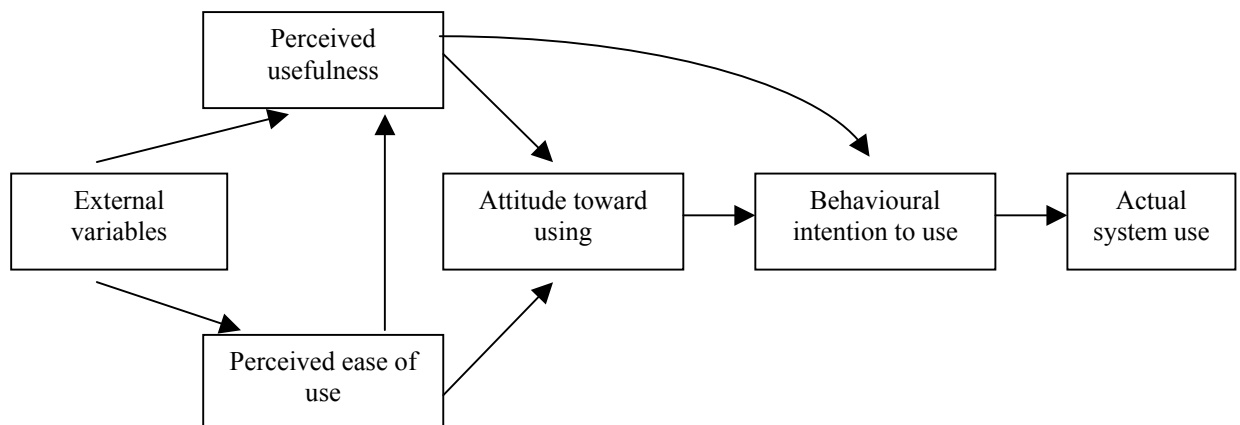 Perceived
usefulness
External
variables
Attitude toward
using
Behavioural
intention to use
Actual
system use
Perceived ease of
use